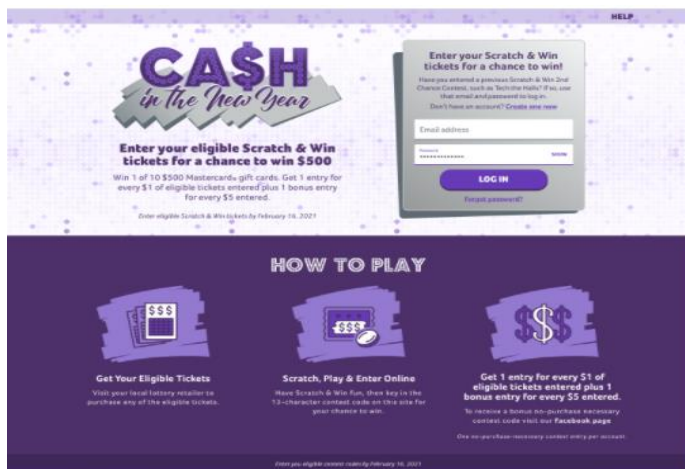 HELP
CA$H
in the New Year
Enter your eligible Scratch & Win
tickets for a chance to win $500
Win 1 of 10 $500 Mastercard® gift cards. Get 1 entry for
every $1 of eligible tickets entered plus 1 bonus entry
for every $5 entered.
Enter eligible Scratch & Win tickets by February 16, 2021
Enter your Scratch & Win
tickets for a chance to win!
Have you entered a previous Scratch & Win 2nd
Chance Contest, such as Tech the Halls? If so, use
that email and password to log in.
Don't have an account? Create one now
Email address
Password
SHOW
LOG IN
Forgot password?
HOW TO PLAY
$$$
Get Your Eligible Tickets
Visit your local lottery retailer to
purchase any of the eligible tickets.
$$$
Scratch, Play & Enter Online
Have Scratch & Win fun, then key in the
13-character contest code on this site for
your chance to win.
$$$
Get 1 entry for every $1 of
eligible tickets entered plus 1
bonus entry for every $5 entered.
To receive a bonus no-purchase necessary
contest code visit our Facebook page
One no-purchase-necessary contest entry per account.
Enter you eligible contest codes by February 16, 2021